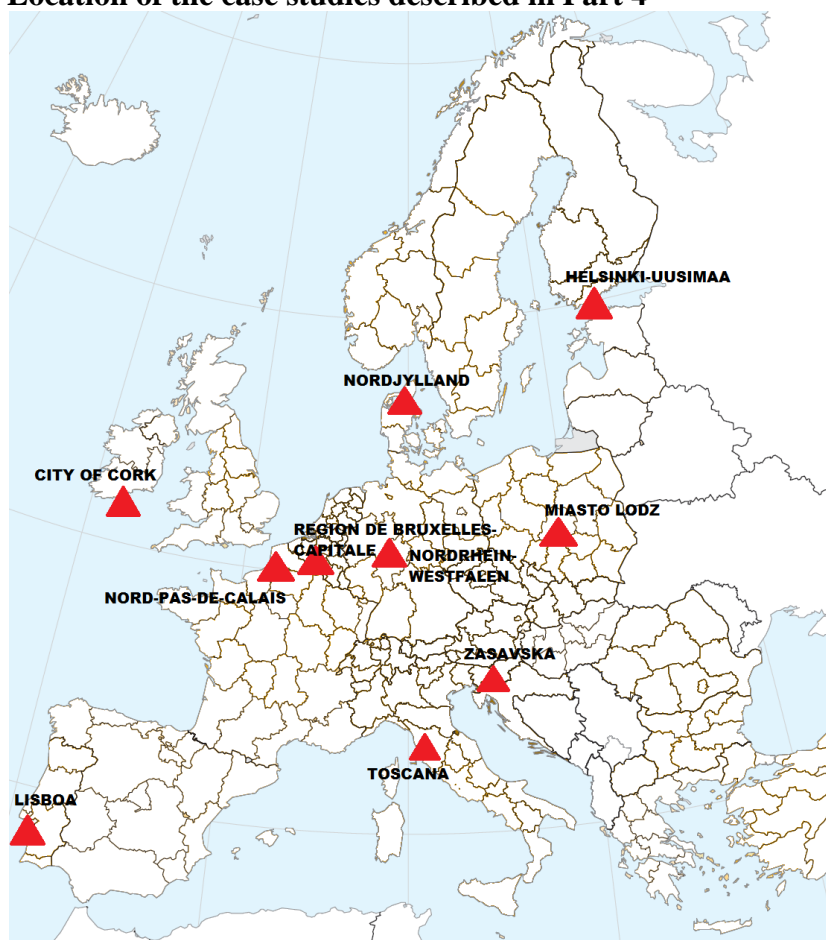 Location of the case studies described in Part 4
HELSINKI-UUSIMAA
NORDJYLLAND
CITY OF CORK
MIASTO LODZ
REGION DE BRUXELLES-
CAPITALE
NORDRHEIN-
WESTFALEN
NORD-PAS-DE-CALAIS
ZASAVSKA
TOSCANA
LISBOA